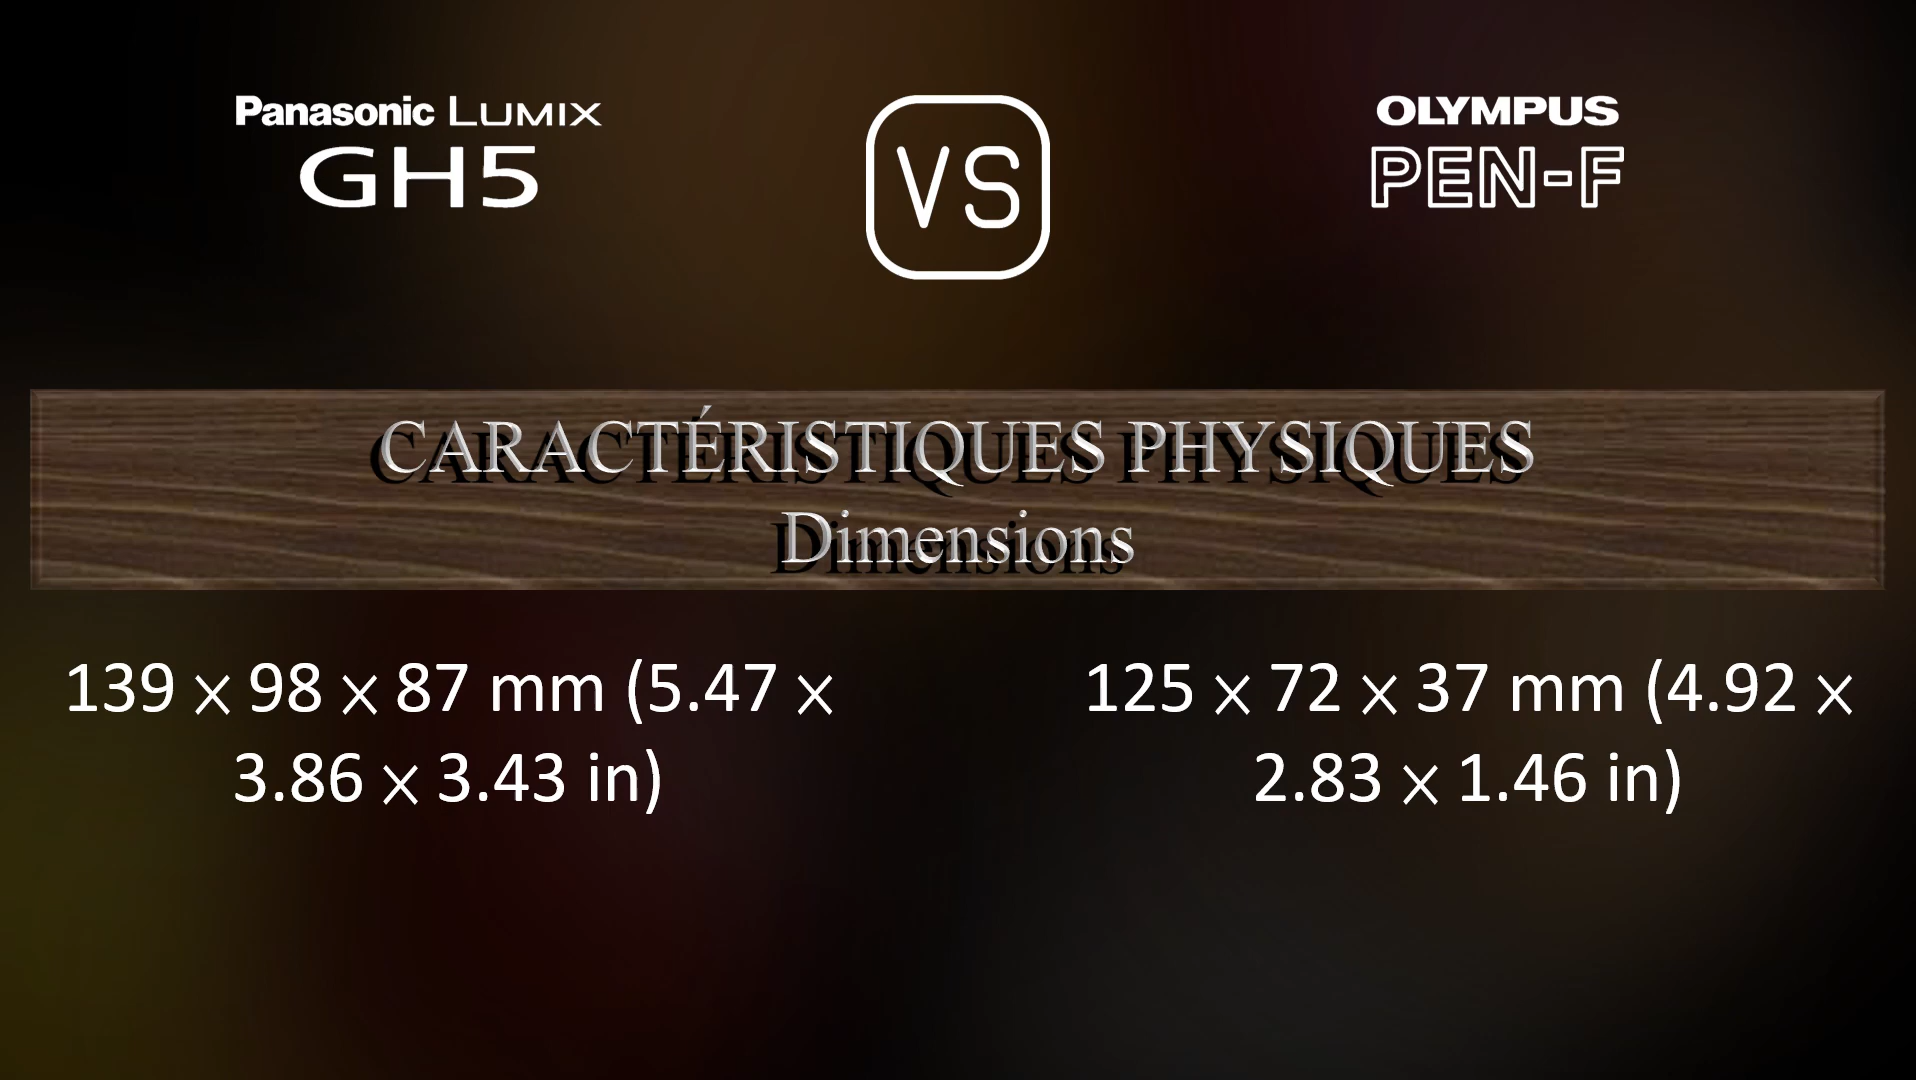 Panasonic LUMIX
GH5
VS
OLYMPUS
PEN-F
CARACTÉRISTIQUES PHYSIQUES
Dimensions
139 x 98 x 87 mm (5.47 x
3.86 x 3.43 in)
125 x 72 x 37 mm (4.92 x
2.83 x 1.46 in)